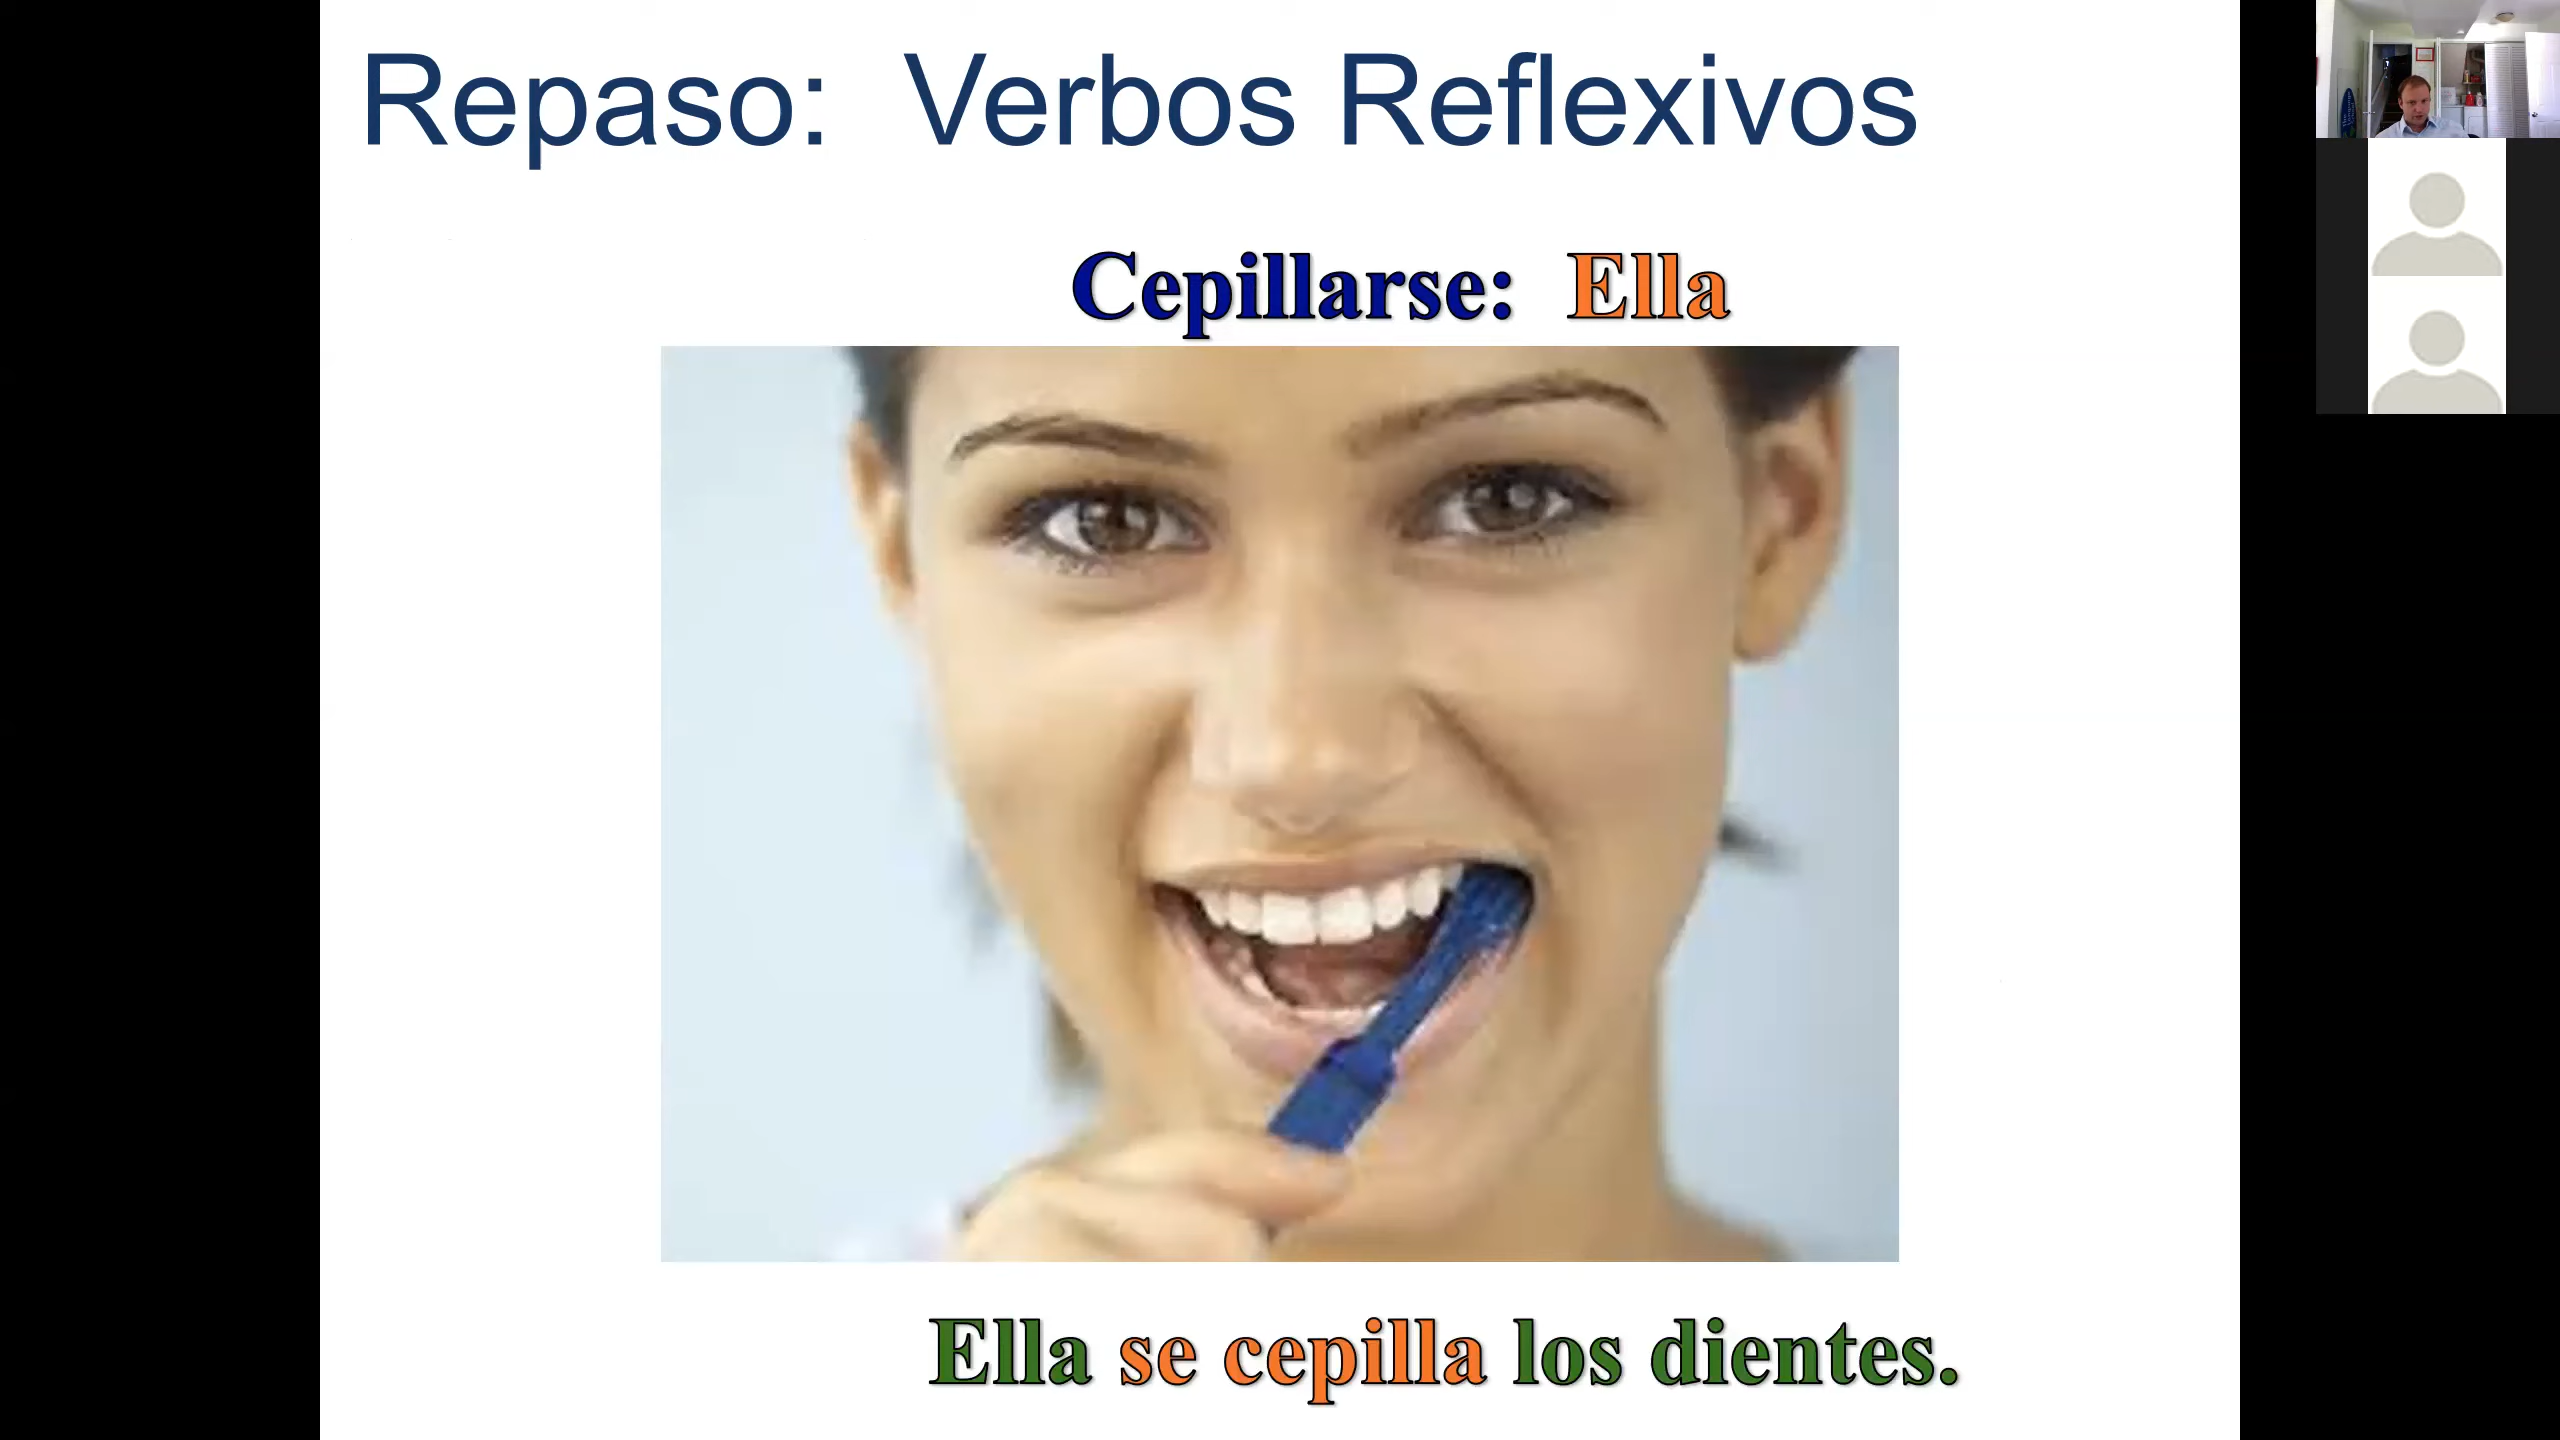 Repaso: Verbos Reflexivos
Cepillarse: Ella
Ella se cepilla los dientes.